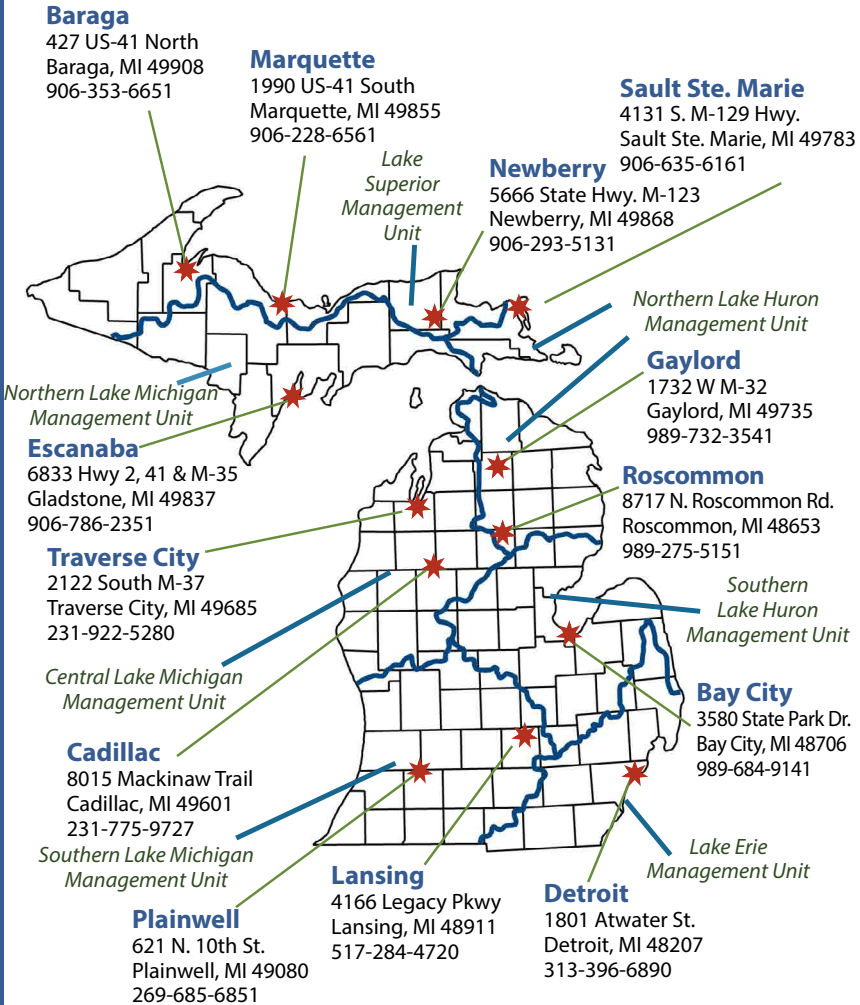 Baraga
427 US-41 North
Baraga, MI 49908
906-353-6651
Marquette
1990 US-41 South
Marquette, MI 49855
906-228-6561
Sault Ste. Marie
4131 S. M-129 Hwy.
Sault Ste. Marie, MI 49783
906-635-6161
Lake
Superior
Management
Unit
Newberry
5666 State Hwy. M-123
Newberry, MI 49868
906-293-5131
Northern Lake Huron
Management Unit
Gaylord
1732 W M-32
Gaylord, MI 49735
989-732-3541
Northern Lake Michigan
Management Unit
Escanaba
6833 Hwy 2, 41 & M-35
Gladstone, MI 49837
906-786-2351
Roscommon
8717 N. Roscommon Rd.
Roscommon, MI 48653
989-275-5151
Traverse City
2122 South M-37
Traverse City, MI 49685
231-922-5280
Southern
Lake Huron
Management Unit
Central Lake Michigan
Management Unit
Bay City
3580 State Park Dr.
Bay City, MI 48706
989-684-9141
Cadillac
8015 Mackinaw Trail
Cadillac, MI 49601
231-775-9727
Southern Lake Michigan
Management Unit
Lake Erie
Management Unit
Lansing
4166 Legacy Pkwy
Lansing, MI 48911
517-284-4720
Detroit
1801 Atwater St.
Detroit, MI 48207
313-396-6890
Plainwell
621 N. 10th St.
Plainwell, MI 49080
269-685-6851